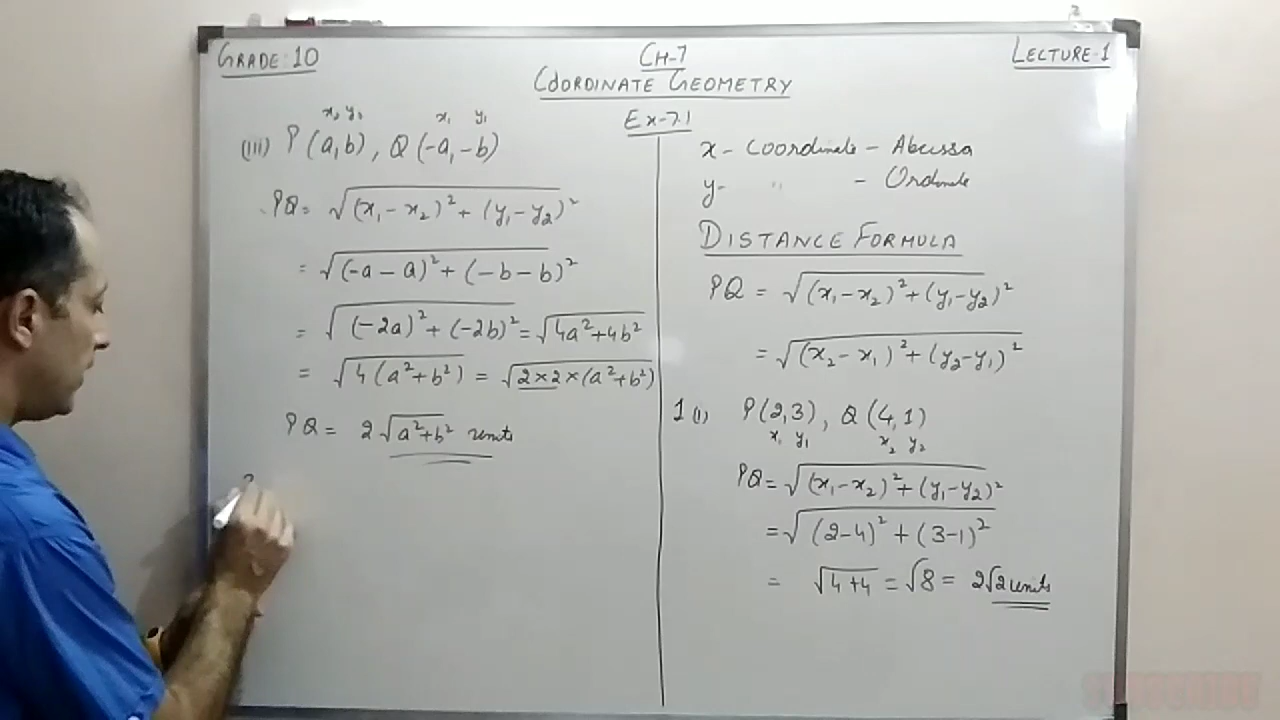 GRADE:10
CH-7
LECTURE-1
COORDINATE GEOMETRY
Ex-7.1
x₂ y₂ x₁ y₁
(III) P(a,b), Q(-a,-b)
PQ= √(x₁-x₂)²+(y₁-y₂)²
= √(-a-a)²+(-b-b)²
= √(-2a)²+(-2b)² = √4a²+4b²
= √4(a²+b²) = √2×2×(a²+b²)
PQ= 2√a²+b² units
x- Coordinate - Abcissa
y- " - Ordinate
DISTANCE FORMULA
PQ = √(x₁-x₂)²+(y₁-y₂)²
= √(x₂-x₁)²+(y₂-y₁)²
1(i) P(2,3), Q(4,1)
x₁ y₁ x₂ y₂
PQ= √(x₁-x₂)²+(y₁-y₂)²
= √(2-4)²+(3-1)²
= √4+4 = √8 = 2√2 units